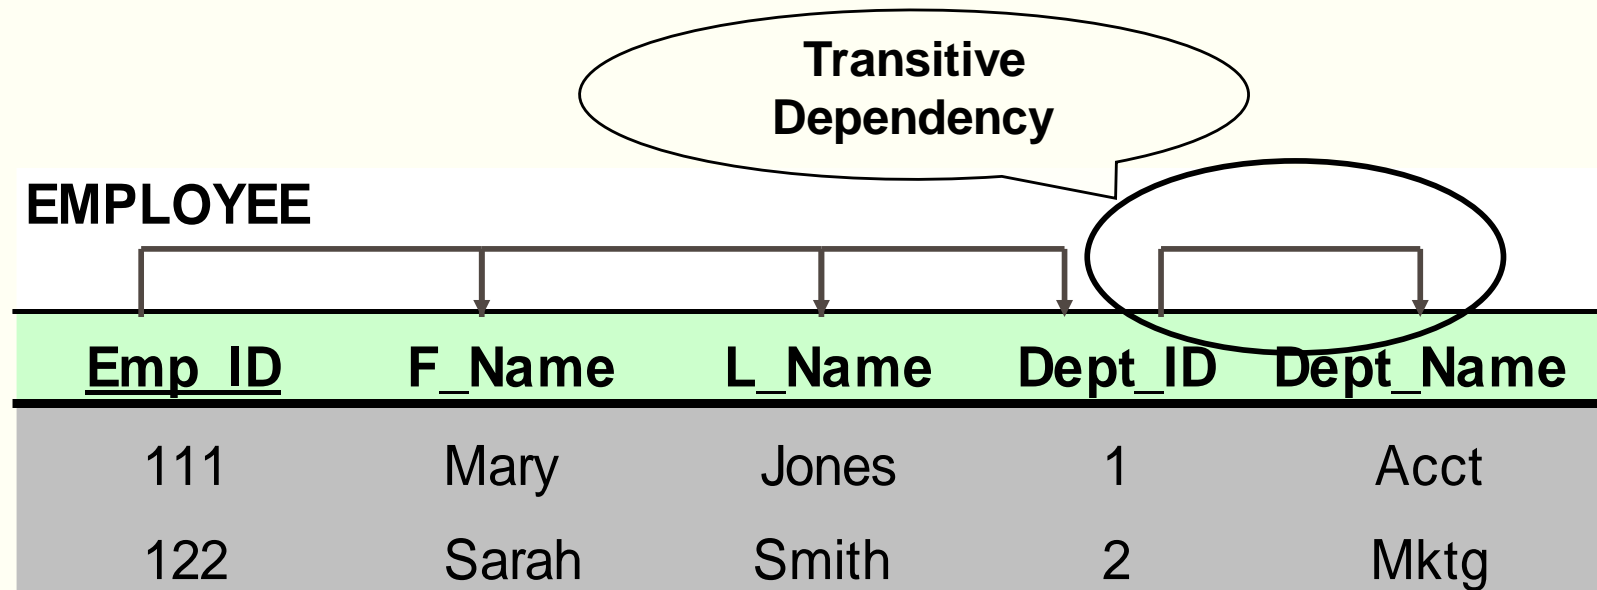 Transitive
Dependency
EMPLOYEE
Emp_ID F_Name L_Name Dept_ID Dept_Name
111 Mary Jones 1 Acct
122 Sarah Smith 2 Mktg